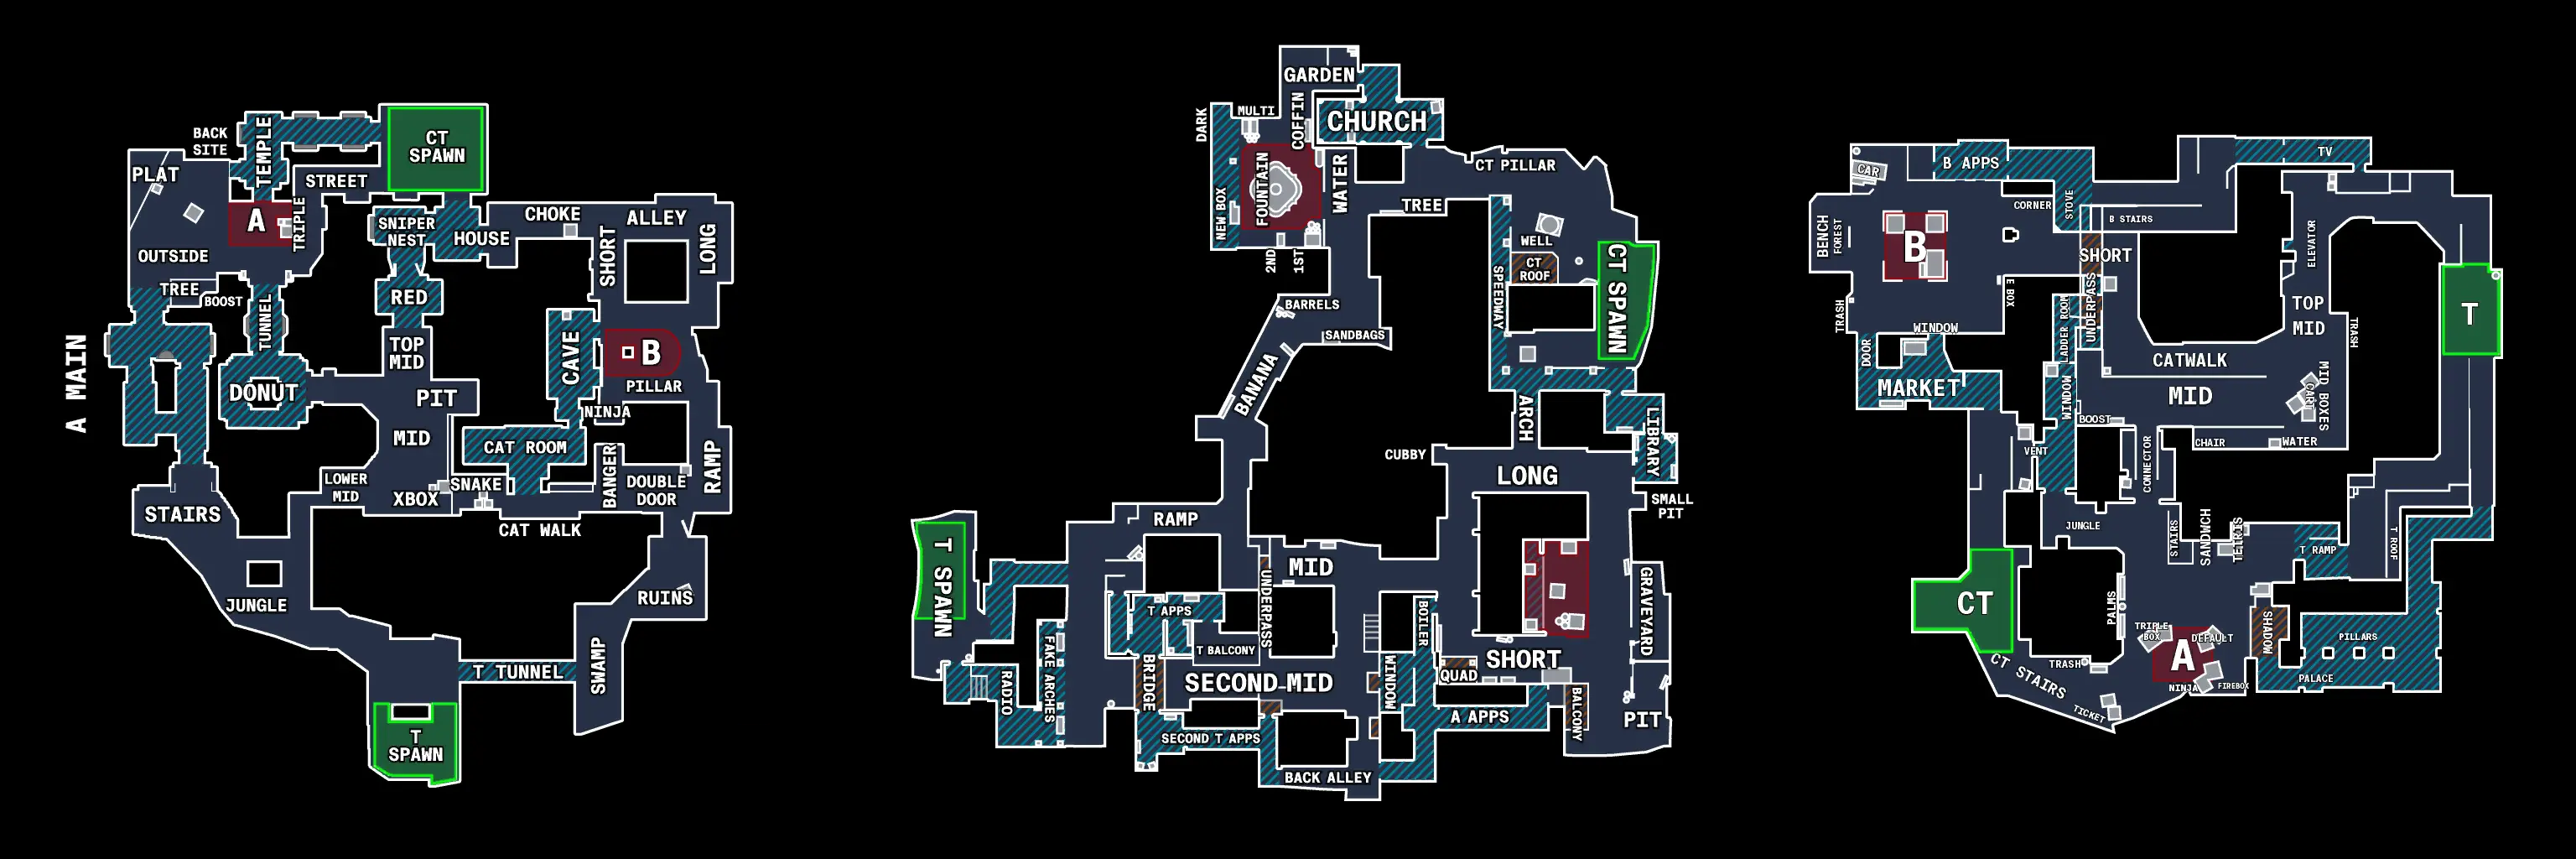 BACK
SITE
TEMPLE
CT
SPAWN
PLAT
STREET
A
TRIPLE
SNIPER
NEST
HOUSE
CHOKE
ALLEY
SHORT
LONG
OUTSIDE
TREE
BOOST
TUNNEL
RED
TOP
MID
CAVE
B
PILLAR
A MAIN
DONUT
PIT
NINJA
MID
CAT ROOM
BANGER
DOUBLE
DOOR
RAMP
LOWER
MID
XBOX
SNAKE
STAIRS
CAT WALK
JUNGLE
RUINS
T TUNNEL
SWAMP
T
SPAWN
GARDEN
DARK
MULTI
COFFIN
CHURCH
FOUNTAIN
WATER
CT PILLAR
NEW BOX
TREE
2ND
1ST
WELL
CT
ROOF
SPEEDWAY
CT SPAWN
BARRELS
SANDBAGS
BANANA
ARCH
LIBRARY
CUBBY
LONG
SMALL
PIT
RAMP
T SPAWN
MID
UNDERPASS
T APPS
T BALCONY
BOILER
GRAVEYARD
FAKE ARCHES
RADIO
BRIDGE
SECOND MID
WINDOW
SHORT
QUAD
A APPS
BALCONY
PIT
SECOND T APPS
BACK ALLEY
CAR
B APPS
TV
BENCH
FOREST
B
CORNER
STOVE
B STAIRS
SHORT
ELEVATOR
TRASH
E BOX
LADDER ROOM
UNDERPASS
TOP
MID
TRASH
T
WINDOW
DOOR
MARKET
CATWALK
MID
WINDOW
CART
MID BOXES
BOOST
CHAIR
WATER
VENT
CONNECTOR
JUNGLE
STAIRS
SANDWCH
TETRIS
T RAMP
T ROOF
CT
PALMS
TRIPLE
BOX
DEFAULT
A
SHADOW
PILLARS
TRASH
CT STAIRS
NINJA
FIREBOX
PALACE
TICKET